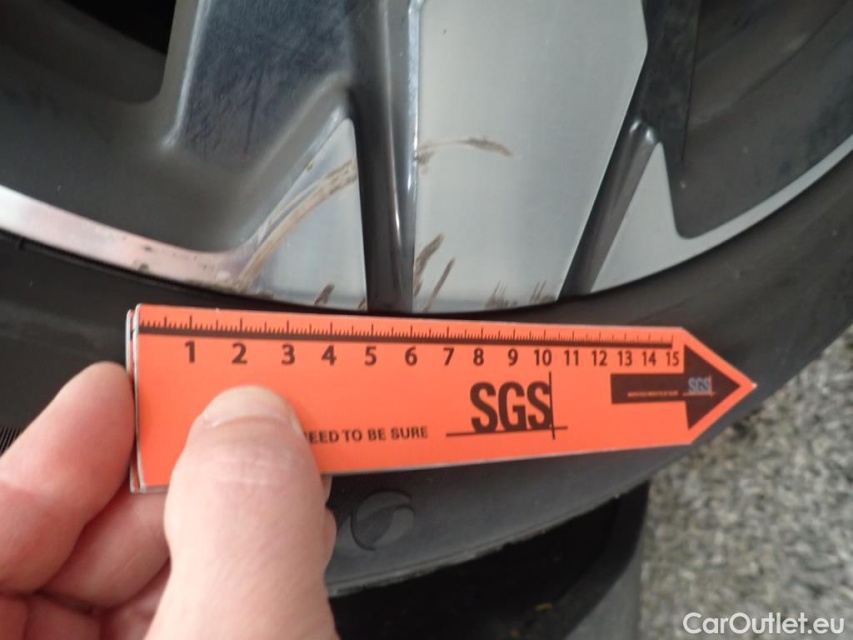 1 2 3 4 5 6 7 8 9 10 11 12 13 14 15
SGS
SGS
EED TO BE SURE
CarOutlet.eu